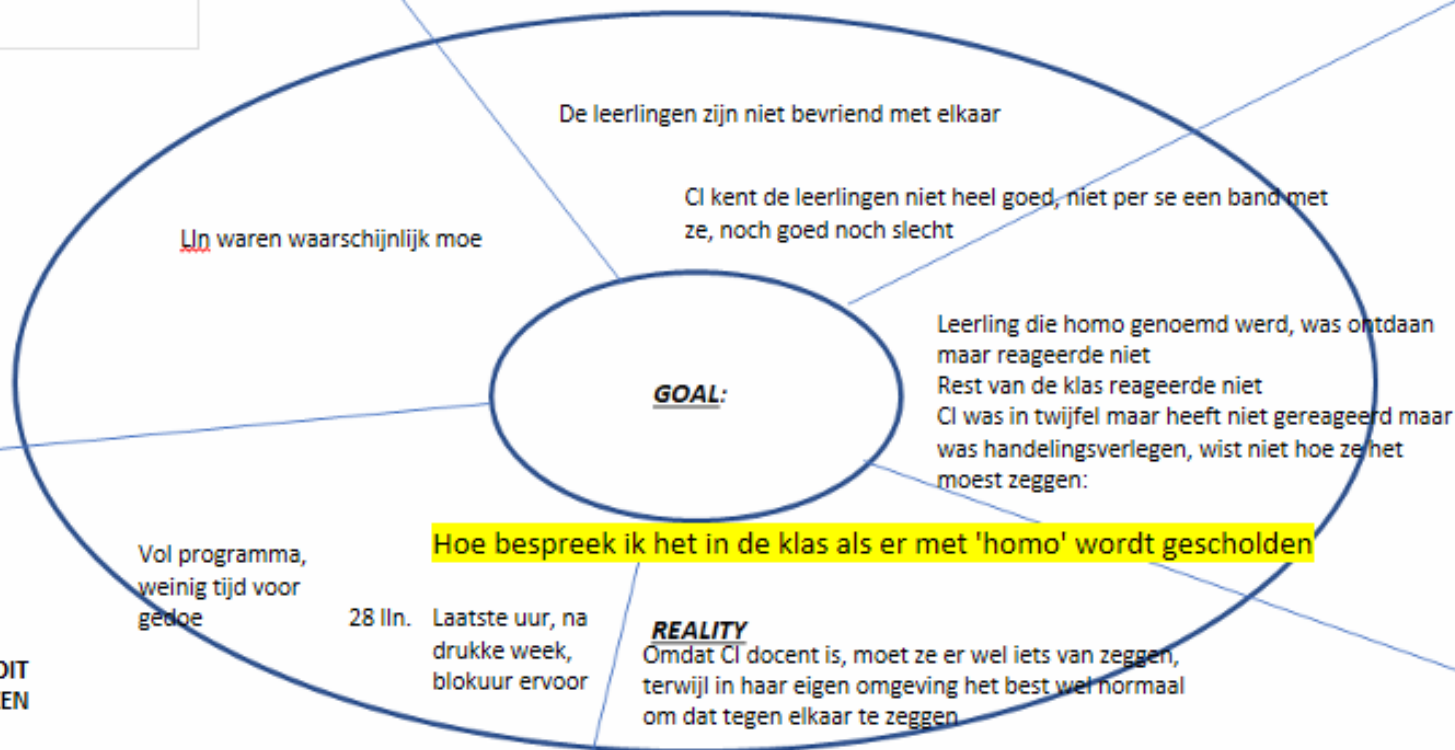 De leerlingen zijn niet bevriend met elkaar
CI kent de leerlingen niet heel goed, niet per se een band met
ze, noch goed noch slecht
Lln waren waarschijnlijk moe
Leerling die homo genoemd werd, was ontdaan
maar reageerde niet
Rest van de klas reageerde niet
CI was in twijfel maar heeft niet gereageerd maar
was handelingsverlegen, wist niet hoe ze het
moest zeggen:
GOAL:
Hoe bespreek ik het in de klas als er met 'homo' wordt gescholden
Vol programma,
weinig tijd voor
gedoe
28 lln.
Laatste uur, na
drukke week,
blokuur ervoor
REALITY
Omdat CI docent is, moet ze er wel iets van zeggen,
terwijl in haar eigen omgeving het best wel normaal
om dat tegen elkaar te zeggen